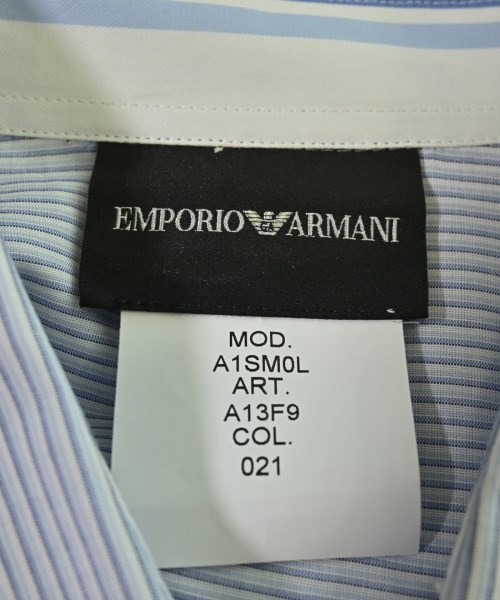 EMPORIO ARMANI
MOD.
A1SM0L
ART.
A13F9
COL.
021